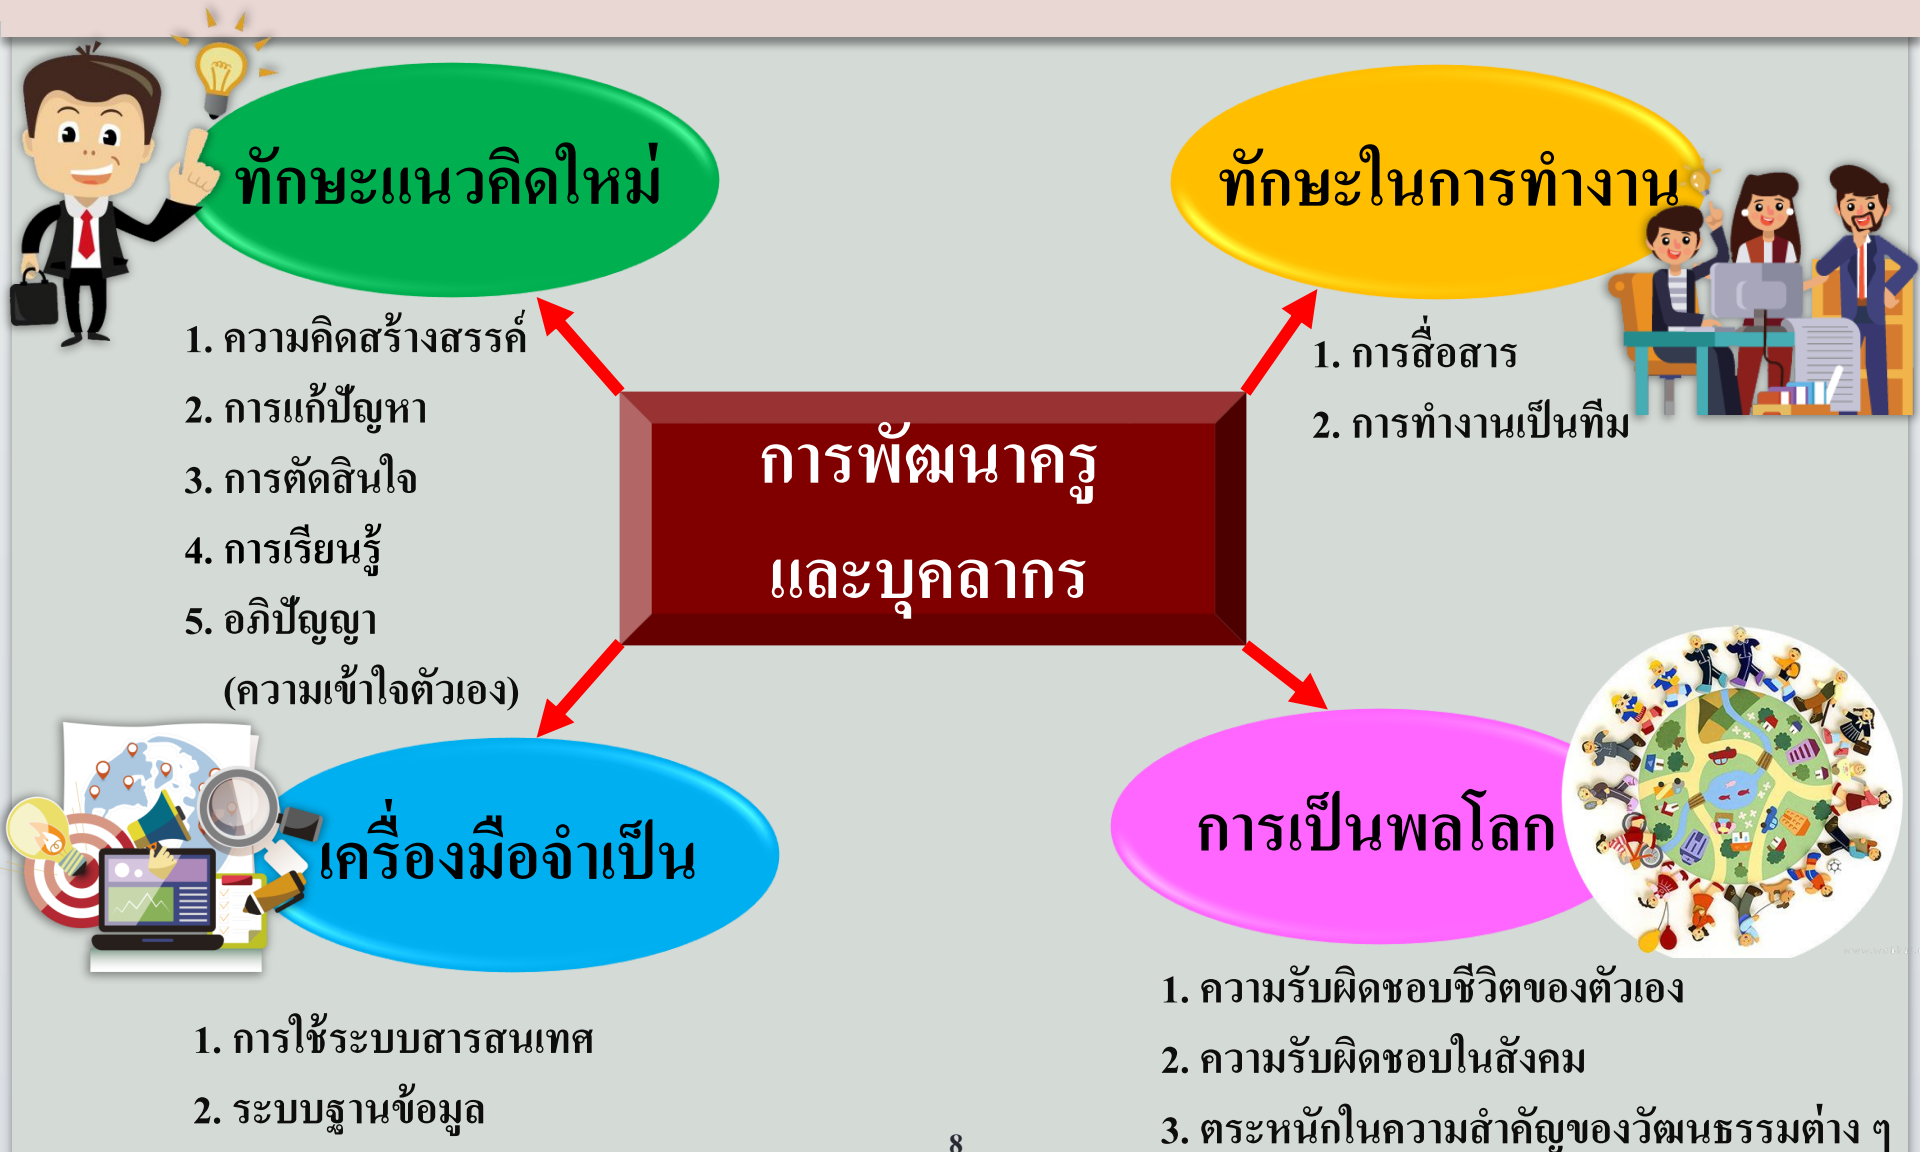 ทักษะแนวคิดใหม่
1. ความคิดสร้างสรรค์
2. การแก้ปัญหา
3. การตัดสินใจ
4. การเรียนรู้
5. อภิปัญญา
(ความเข้าใจตัวเอง)
ทักษะในการทำงาน
1. การสื่อสาร
2. การทำงานเป็นทีม
การพัฒนาครู
และบุคลากร
เครื่องมือจำเป็น
1. การใช้ระบบสารสนเทศ
2. ระบบฐานข้อมูล
การเป็นพลโลก
1. ความรับผิดชอบชีวิตของตัวเอง
2. ความรับผิดชอบในสังคม
3. ตระหนักในความสำคัญของวัฒนธรรมต่าง ๆ
8